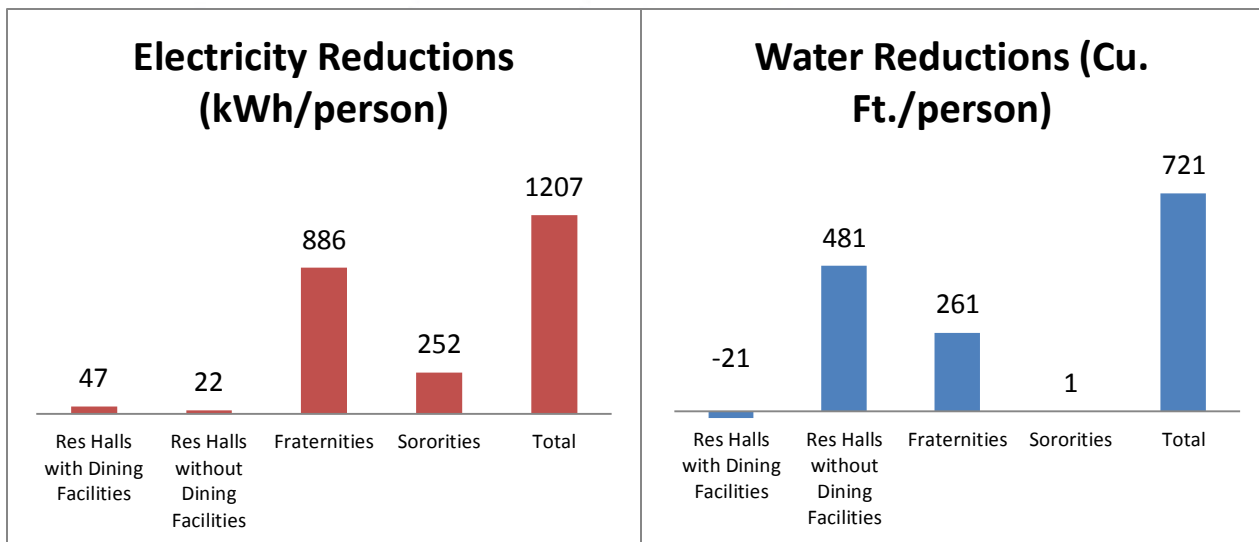 Electricity Reductions
(kWh/person)
1207
886
252
47
22
Res Halls
with Dining
Facilities
Res Halls
without
Dining
Facilities
Fraternities
Sororities
Total
Water Reductions (Cu.
Ft./person)
721
481
261
-21
1
Res Halls
with Dining
Facilities
Res Halls
without
Dining
Facilities
Fraternities
Sororities
Total